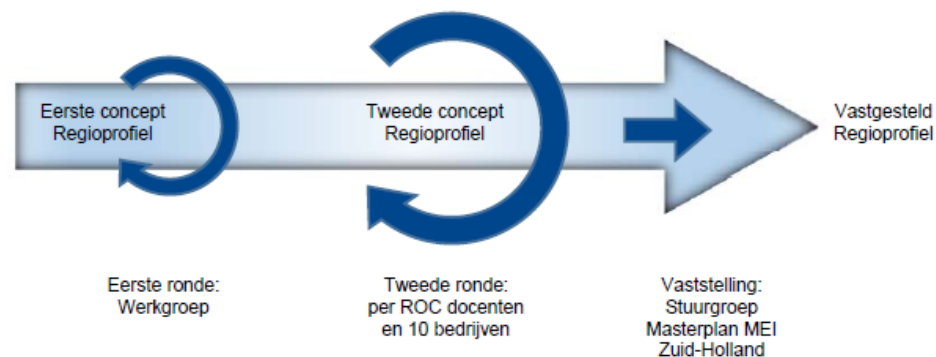 Eerste concept
Regioprofiel
Tweede concept
Regioprofiel
Vastgesteld
Regioprofiel
Eerste ronde:
Werkgroep
Tweede ronde:
per ROC docenten
en 10 bedrijven
Vaststelling:
Stuurgroep
Masterplan MEI
Zuid-Holland